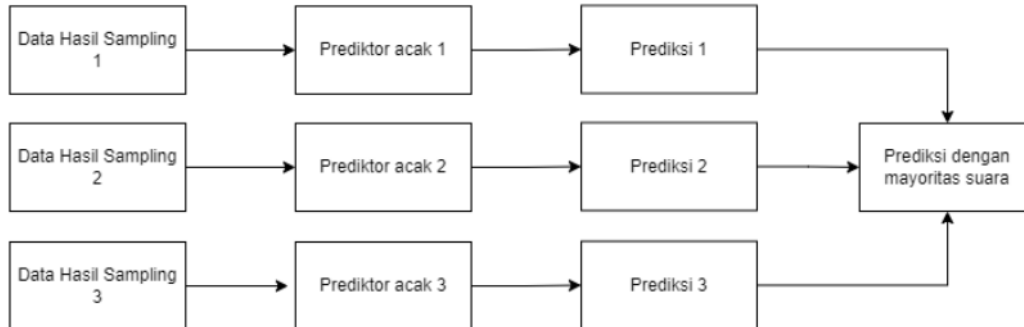 Data Hasil Sampling
1
Prediktor acak 1
Prediksi 1
Data Hasil Sampling
2
Prediktor acak 2
Prediksi 2
Prediksi dengan
mayoritas suara
Data Hasil Sampling
3
Prediktor acak 3
Prediksi 3